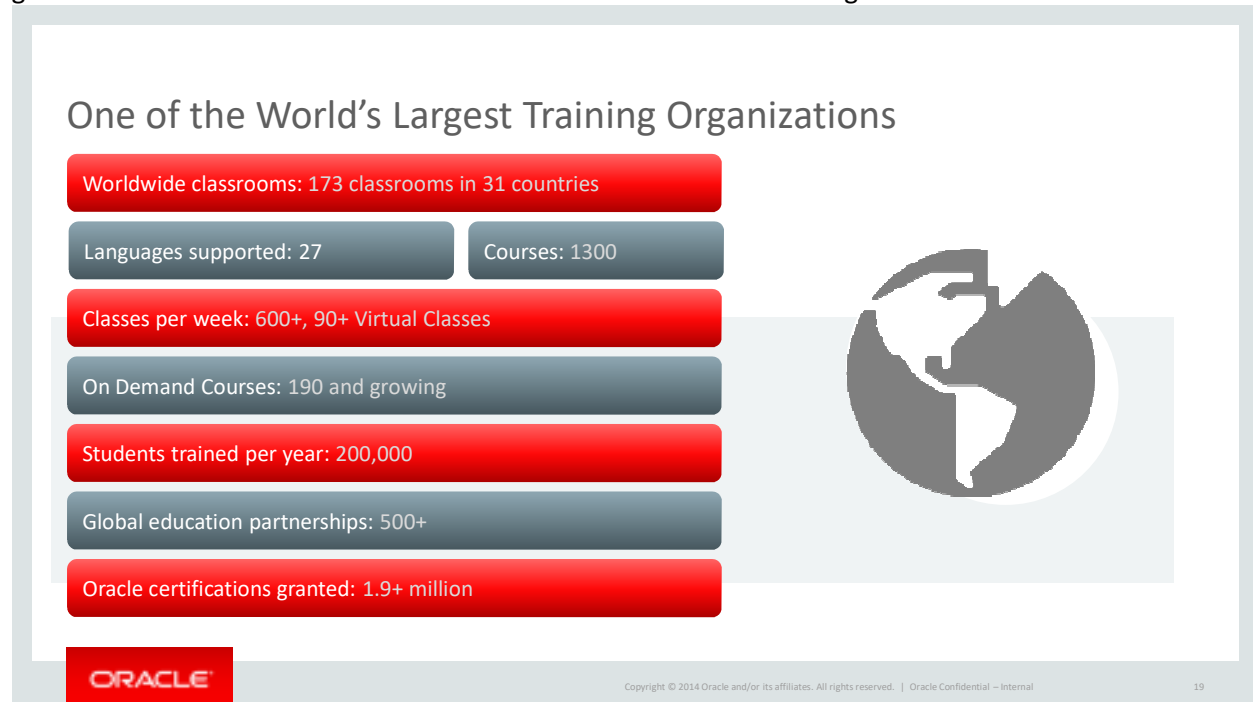 One of the World's Largest Training Organizations
Worldwide classrooms: 173 classrooms in 31 countries
Languages supported: 27
Courses: 1300
Classes per week: 600+, 90+ Virtual Classes
On Demand Courses: 190 and growing
Students trained per year: 200,000
Global education partnerships: 500+
Oracle certifications granted: 1.9+ million
ORACLE
Copyright © 2014 Oracle and/or its affiliates. All rights reserved. | Oracle Confidential – Internal
19